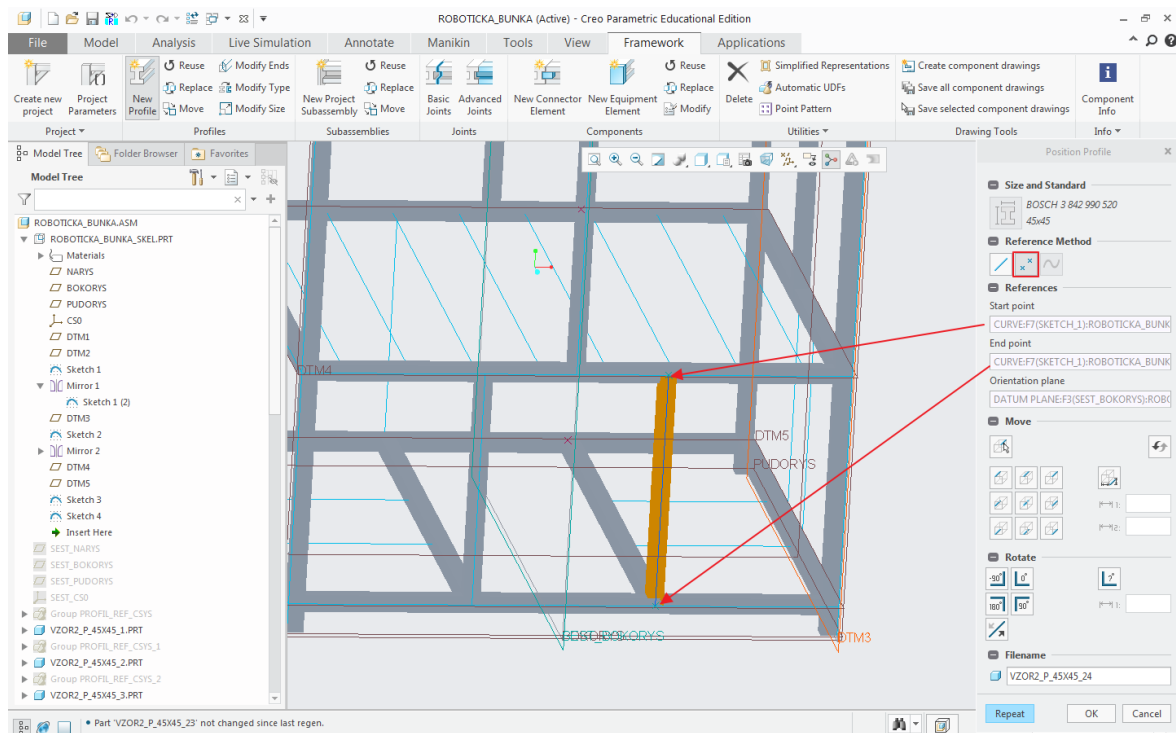 ROBOTICKA_BUNKA (Active) - Creo Parametric Educational Edition
File Model Analysis Live Simulation Annotate Manikin Tools View Framework Applications
Create new project
Project Parameters
Project
New Profile
Reuse
Replace
Move
Modify Ends
Modify Type
Modify Size
Profiles
New Project Subassembly
Reuse
Replace
Move
Subassemblies
Basic Joints
Advanced Joints
Joints
New Connector Element
New Equipment Element
Reuse
Replace
Modify
Components
Delete
Simplified Representations
Automatic UDFs
Point Pattern
Utilities
Create component drawings
Save all component drawings
Save selected component drawings
Drawing Tools
Component Info
Info
Model Tree Folder Browser Favorites
Model Tree
ROBOTICKA_BUNKA.ASM
ROBOTICKA_BUNKA_SKEL.PRT
Materials
NARYS
BOKORYS
PUDORYS
CS0
DTM1
DTM2
Sketch 1
Mirror 1
Sketch 1 (2)
DTM3
Sketch 2
Mirror 2
DTM4
DTM5
Sketch 3
Sketch 4
Insert Here
SEST_NARYS
SEST_BOKORYS
SEST_PUDORYS
SEST_CS0
Group PROFIL_REF_CSYS
VZOR2_P_45X45_1.PRT
Group PROFIL_REF_CSYS_1
VZOR2_P_45X45_2.PRT
Group PROFIL_REF_CSYS_2
VZOR2_P_45X45_3.PRT
DTM4
DTM5
PUDORYS
DTM3
Position Profile
Size and Standard
BOSCH 3 842 990 520
45x45
Reference Method
References
Start point
CURVE:F7(SKETCH_1):ROBOTICKA_BUNK
End point
CURVE:F7(SKETCH_1):ROBOTICKA_BUNK
Orientation plane
DATUM PLANE:F3(SEST_BOKORYS):ROBO
Move
1:
2:
Rotate
-90° 0° ?
180° 90° 1:
Filename
VZOR2_P_45X45_24
Repeat OK Cancel
• Part 'VZOR2_P_45X45_23' not changed since last regen.